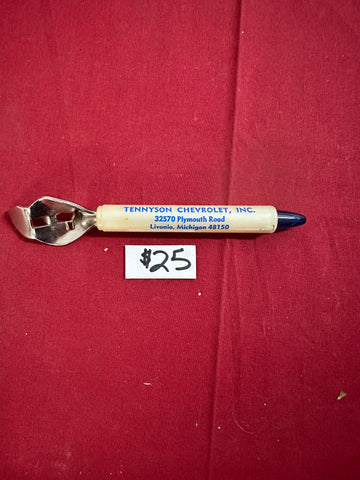 TENNYSON CHEVROLET, INC.
32570 Plymouth Road
Livonia, Michigan 48150
$25